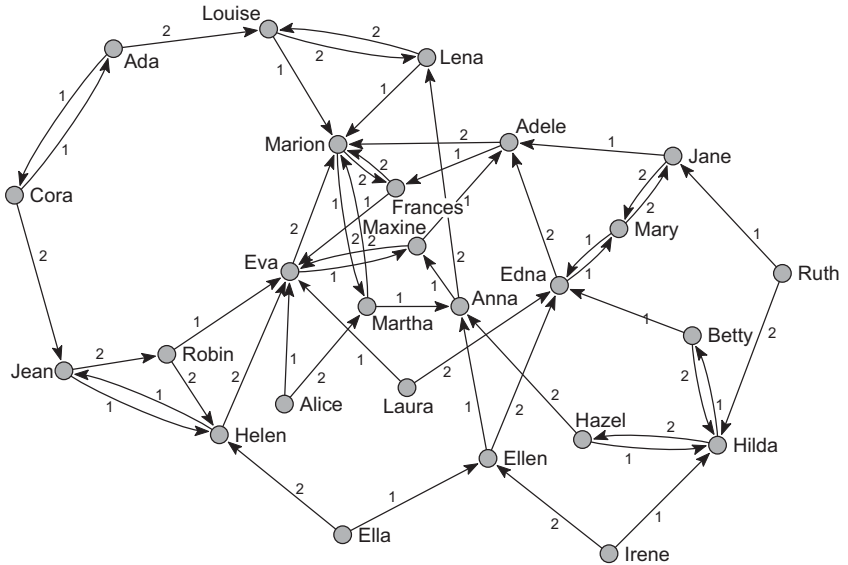 Louise
2
2
Ada
2
Lena
1
1
1
Adele
2
Marion
1
Jane
1
2
2
1
2
Cora
Frances
1
1
2
Mary
Maxine
1
2
2
2
1
2
2
Eva
1
2
Edna
1
1
Ruth
1
Anna
1
Martha
1
1
Betty
2
Robin
2
Jean
1
2
2
1
2
2
1
1
2
1
Alice
Laura
1
2
2
Hazel
2
1
Hilda
Helen
Ellen
2
1
2
1
Ella
Irene